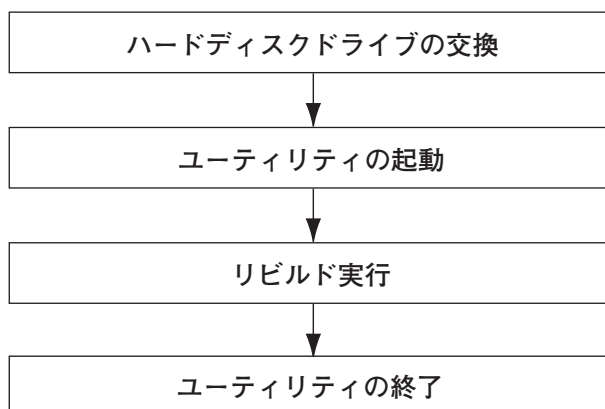 ハードディスクドライブの交換
ユーティリティの起動
リビルド実行
ユーティリティの終了